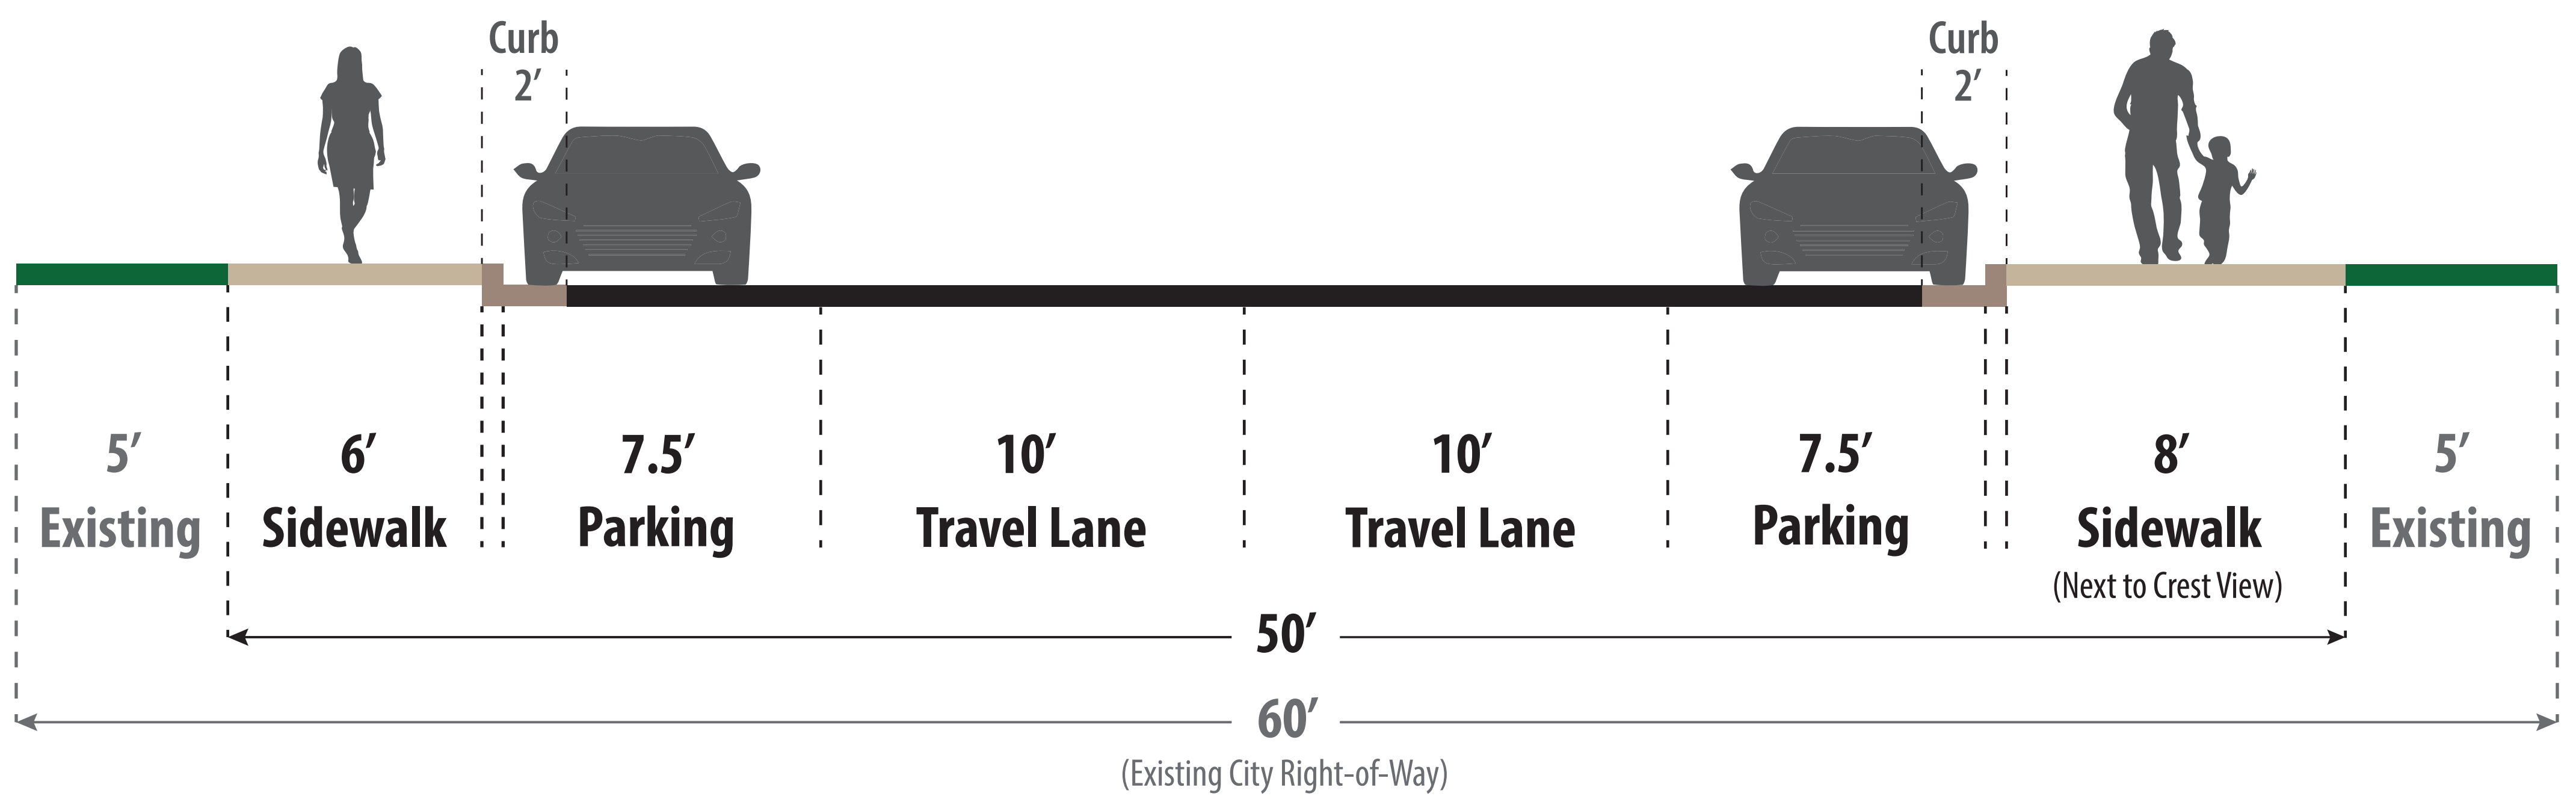 Curb
2’
Curb
2’
5’
Existing
6’
Sidewalk
7.5’
Parking
10’
Travel Lane
10’
Travel Lane
7.5’
Parking
8’
Sidewalk
(Next to Crest View)
5’
Existing
50’
60’
(Existing City Right-of-Way)